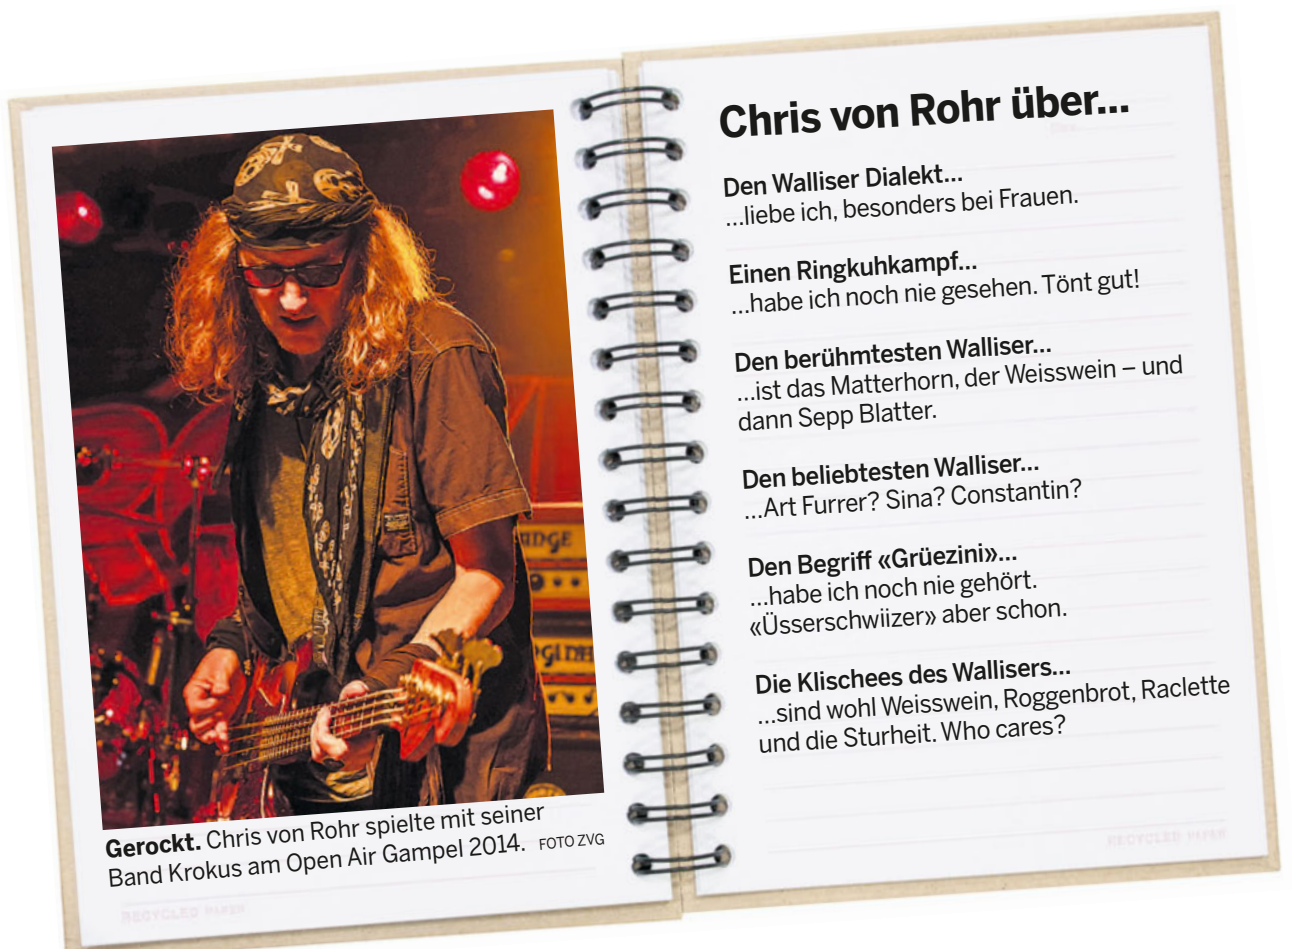 Gerockt. Chris von Rohr spielte mit seiner
Band Krokus am Open Air Gampel 2014. FOTO ZVG
RECYCLED PAPER
Chris von Rohr über...
Den Walliser Dialekt...
...liebe ich, besonders bei Frauen.
Einen Ringkuhkampf...
...habe ich noch nie gesehen. Tönt gut!
Den berühmtesten Walliser...
...ist das Matterhorn, der Weisswein – und
dann Sepp Blatter.
Den beliebtesten Walliser...
...Art Furrer? Sina? Constantin?
Den Begriff «Grüezini»...
...habe ich noch nie gehört.
«Üsserschwiizer» aber schon.
Die Klischees des Wallisers...
...sind wohl Weisswein, Roggenbrot, Raclette
und die Sturheit. Who cares?
RECYCLED PAPER